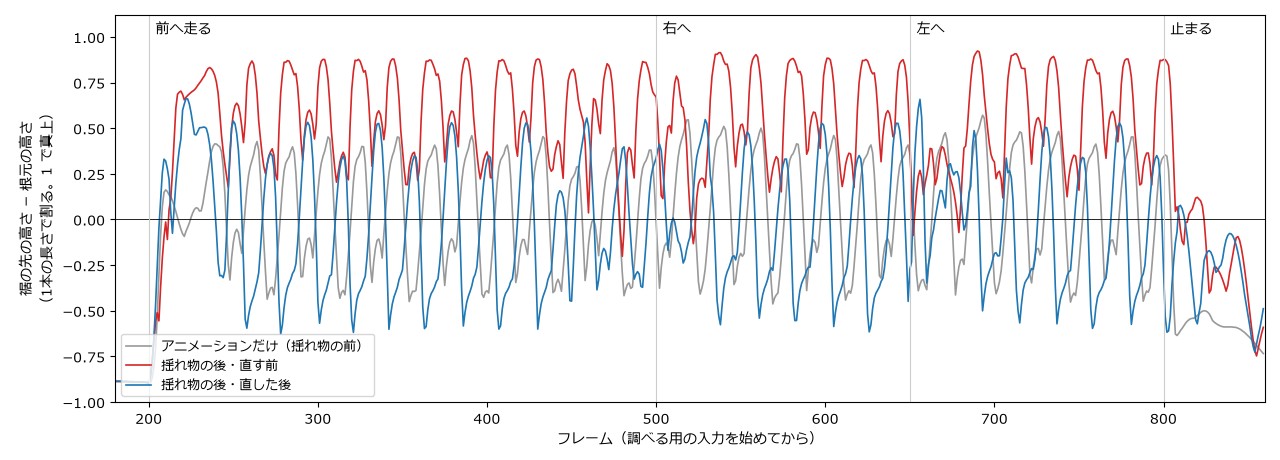 前へ走る
右へ
左へ
止まる
1.00
0.75
0.50
0.25
0.00
−0.25
−0.50
−0.75
−1.00
裾の先の高さ − 根元の高さ
（1本の長さで割る。1 で真上）
アニメーションだけ（揺れ物の前）
揺れ物の後・直す前
揺れ物の後・直した後
200
300
400
500
600
700
800
フレーム（調べる用の入力を始めてから）